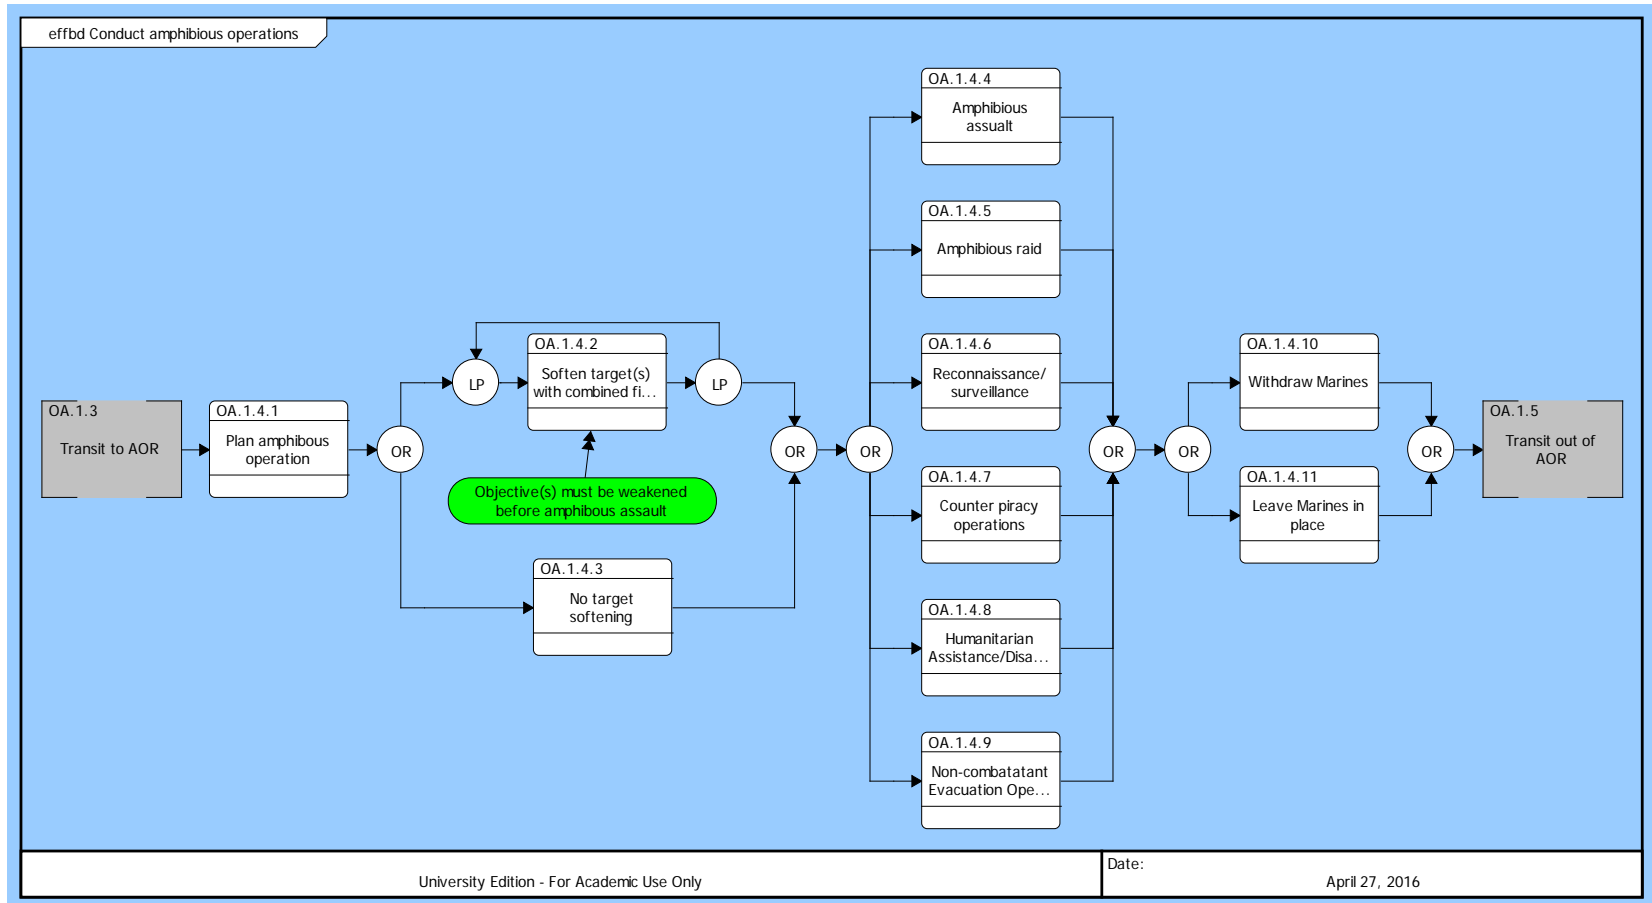 effbd Conduct amphibious operations
OA.1.3
Transit to AOR
OA.1.4.1
Plan amphibous
operation
OR
LP
OA.1.4.2
Soften target(s)
with combined fi...
LP
Objective(s) must be weakened
before amphibous assault
OA.1.4.3
No target
softening
OR
OR
OA.1.4.4
Amphibious
assualt
OA.1.4.5
Amphibious raid
OA.1.4.6
Reconnaissance/
surveillance
OA.1.4.7
Counter piracy
operations
OA.1.4.8
Humanitarian
Assistance/Disa...
OA.1.4.9
Non-combatatant
Evacuation Ope...
OR
OR
OA.1.4.10
Withdraw Marines
OA.1.4.11
Leave Marines in
place
OR
OA.1.5
Transit out of
AOR
University Edition - For Academic Use Only
Date:
April 27, 2016